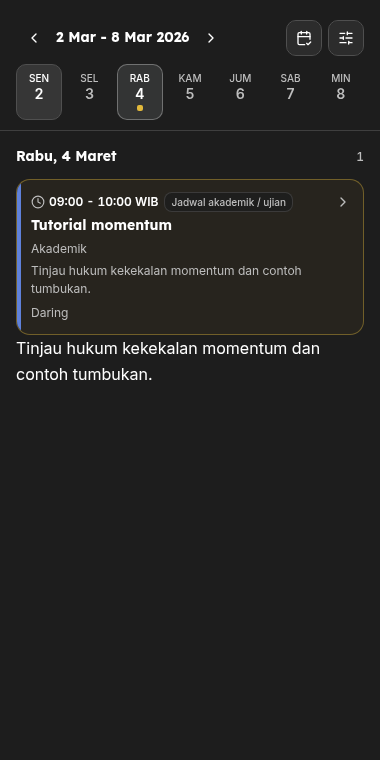 2 Mar - 8 Mar 2026
SEN SEL RAB KAM JUM SAB MIN
2 3 4 5 6 7 8
Rabu, 4 Maret 1
09:00 - 10:00 WIB Jadwal akademik / ujian
Tutorial momentum
Akademik
Tinjau hukum kekekalan momentum dan contoh
tumbukan.
Daring
Tinjau hukum kekekalan momentum dan
contoh tumbukan.